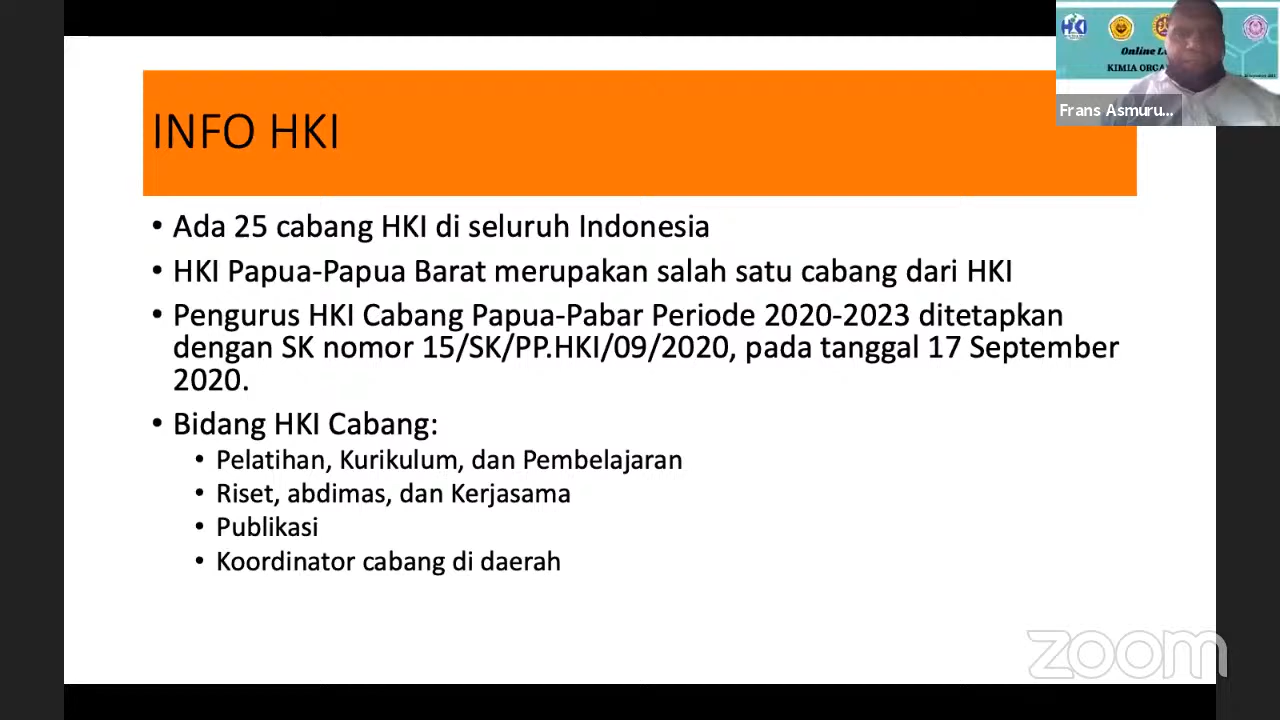 INFO HKI
• Ada 25 cabang HKI di seluruh Indonesia
• HKI Papua-Papua Barat merupakan salah satu cabang dari HKI
• Pengurus HKI Cabang Papua-Pabar Periode 2020-2023 ditetapkan
dengan SK nomor 15/SK/PP.HKI/09/2020, pada tanggal 17 September
2020.
• Bidang HKI Cabang:
• Pelatihan, Kurikulum, dan Pembelajaran
• Riset, abdimas, dan Kerjasama
• Publikasi
• Koordinator cabang di daerah
HKI
Online
KIMIA
Frans Asmuru...
zoom